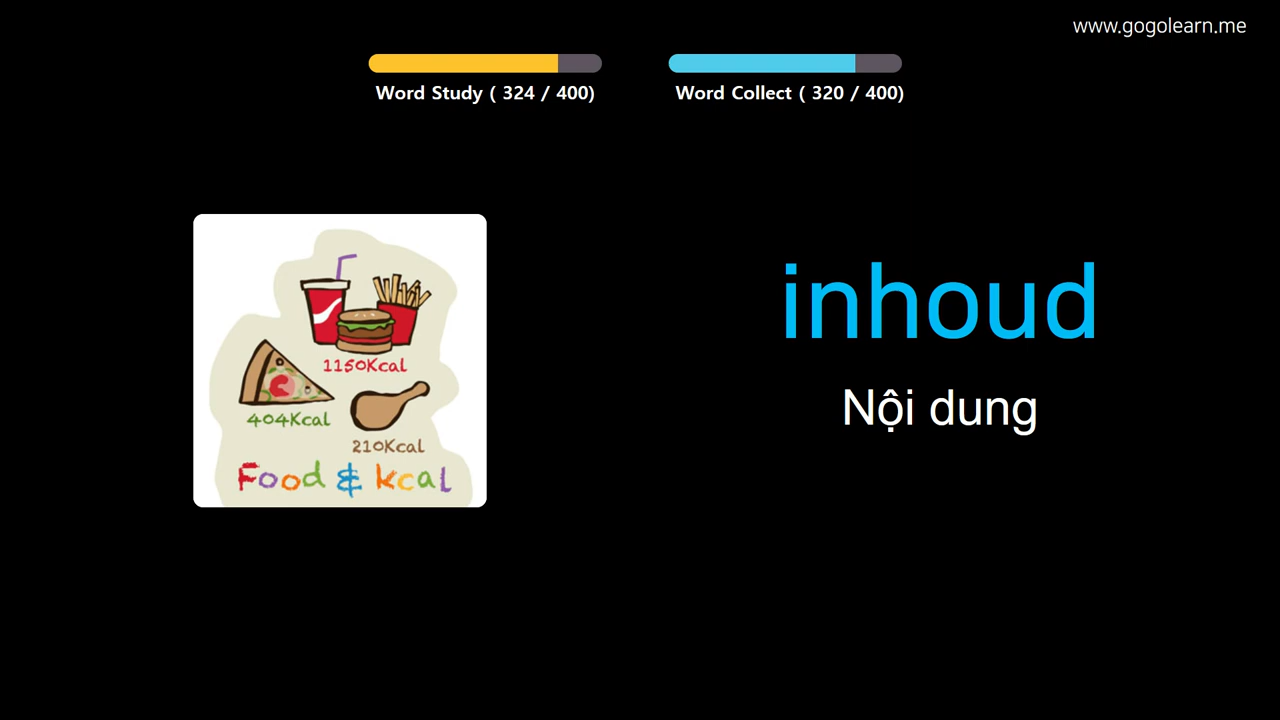 www.gogolearn.me
Word Study ( 324 / 400)
Word Collect ( 320 / 400)
1150Kcal
404Kcal
210Kcal
Food & kcal
inhoud
Nội dung